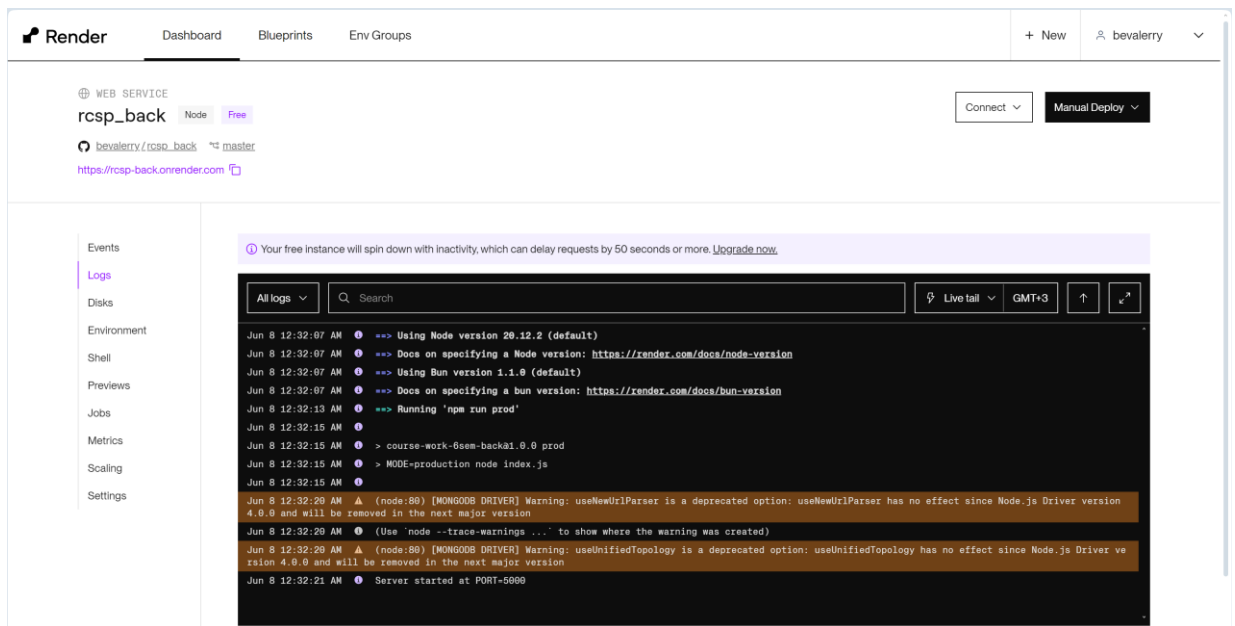 Render Dashboard Blueprints Env Groups + New bevalerry
WEB SERVICE
rcsp_back Node Free
Connect Manual Deploy
bevalerry / rcsp_back master
https://rcsp-back.onrender.com
Events
Logs
Disks
Environment
Shell
Previews
Jobs
Metrics
Scaling
Settings
Your free instance will spin down with inactivity, which can delay requests by 50 seconds or more. Upgrade now.
All logs Search Live tail GMT+3
Jun 8 12:32:07 AM ==> Using Node version 20.12.2 (default)
Jun 8 12:32:07 AM ==> Docs on specifying a Node version: https://render.com/docs/node-version
Jun 8 12:32:07 AM ==> Using Bun version 1.1.0 (default)
Jun 8 12:32:07 AM ==> Docs on specifying a bun version: https://render.com/docs/bun-version
Jun 8 12:32:13 AM ==> Running 'npm run prod'
Jun 8 12:32:15 AM
Jun 8 12:32:15 AM > course-work-6sem-back@1.0.0 prod
Jun 8 12:32:15 AM > MODE=production node index.js
Jun 8 12:32:15 AM
Jun 8 12:32:20 AM (node:80) [MONGODB DRIVER] Warning: useNewUrlParser is a deprecated option: useNewUrlParser has no effect since Node.js Driver version
4.0.0 and will be removed in the next major version
Jun 8 12:32:20 AM (Use `node --trace-warnings ...` to show where the warning was created)
Jun 8 12:32:20 AM (node:80) [MONGODB DRIVER] Warning: useUnifiedTopology is a deprecated option: useUnifiedTopology has no effect since Node.js Driver ve
rsion 4.0.0 and will be removed in the next major version
Jun 8 12:32:21 AM Server started at PORT=5000